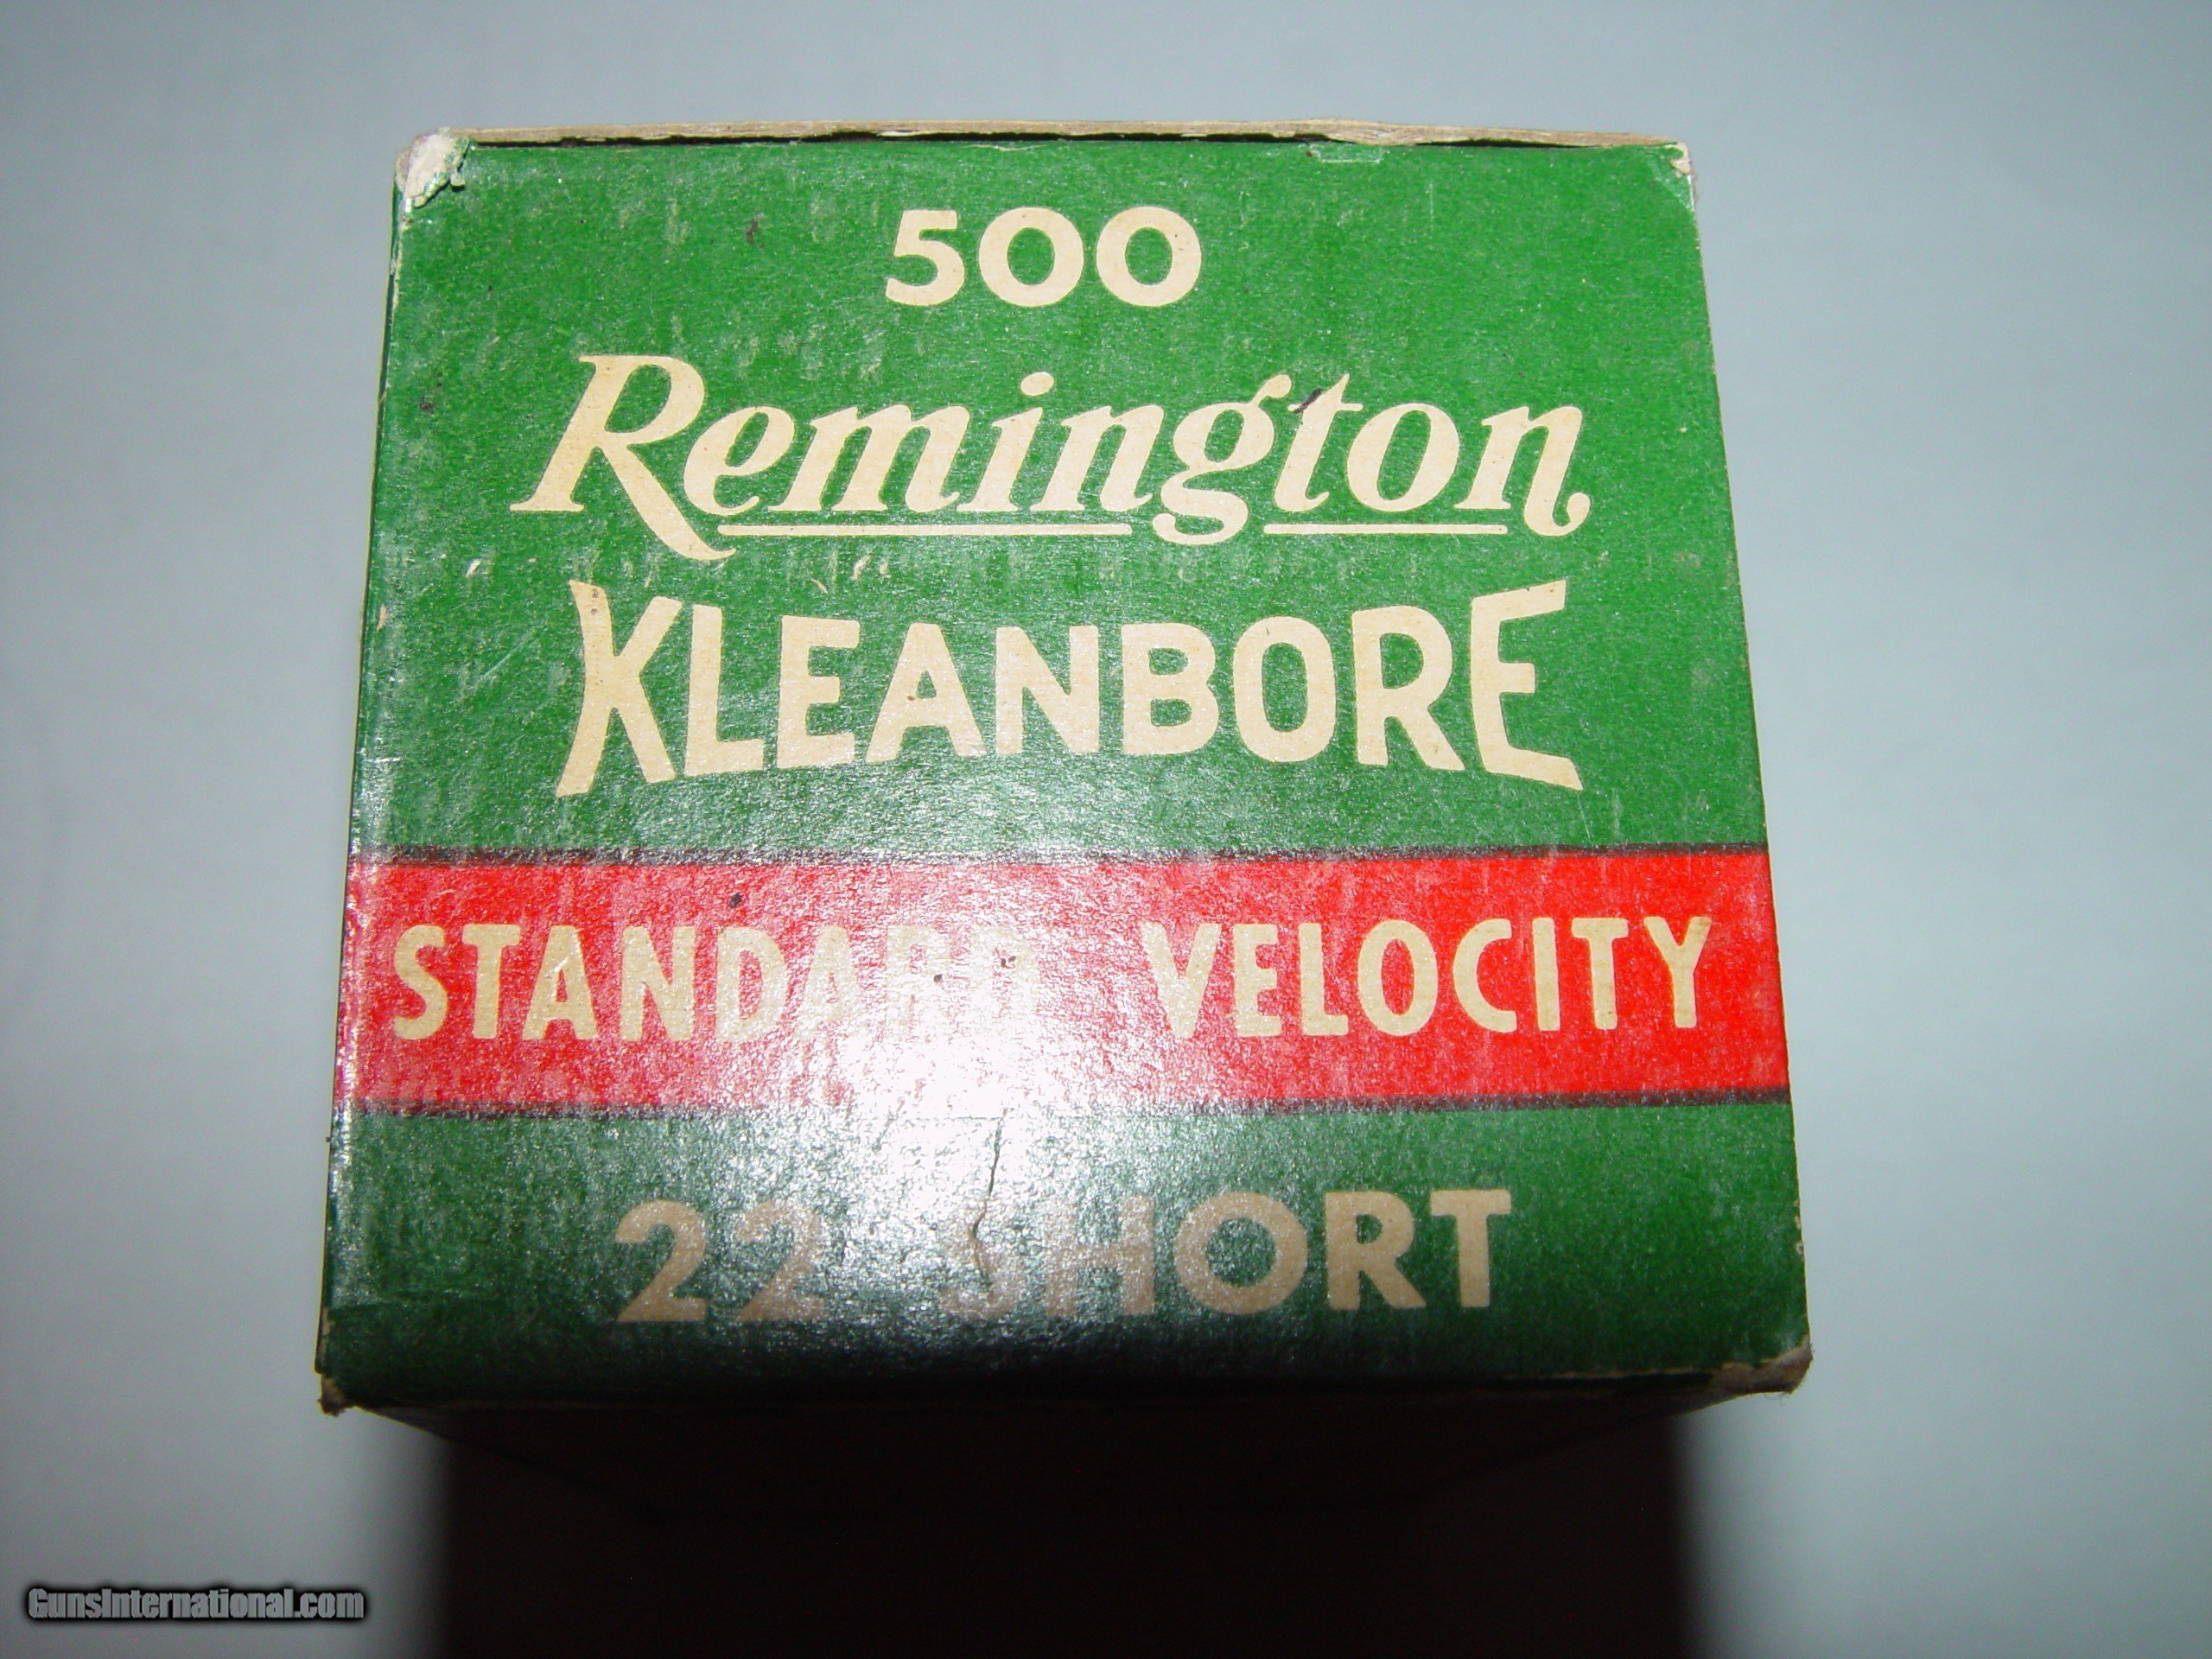 500
Remington
KLEANBORE
STANDARD VELOCITY
22 SHORT
GunsInternational.com